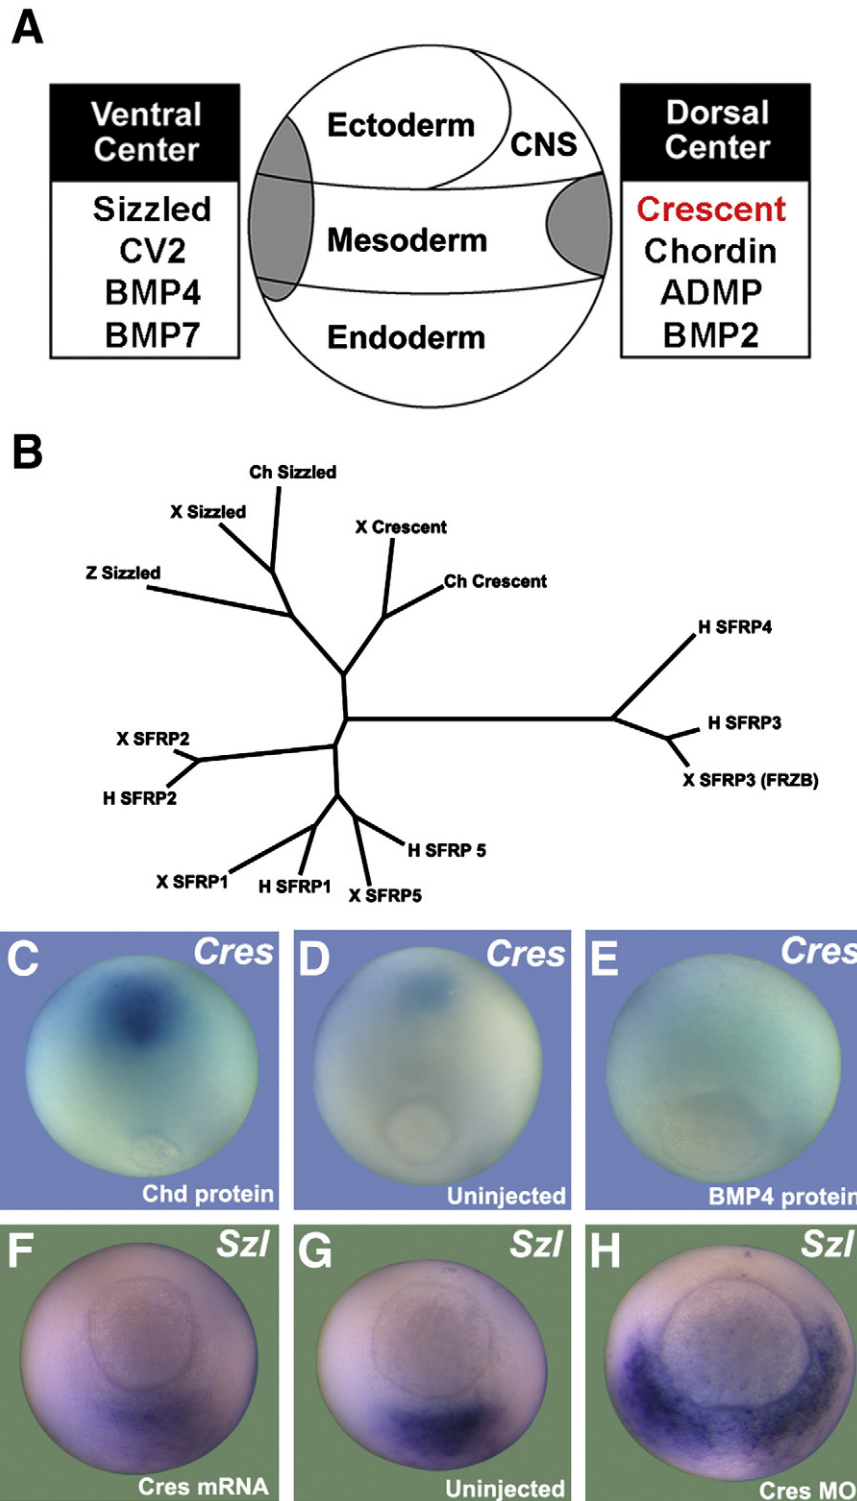 A
Ventral
Center
Sizzled
CV2
BMP4
BMP7
Ectoderm
CNS
Mesoderm
Endoderm
Dorsal
Center
Crescent
Chordin
ADMP
BMP2
B
Ch Sizzled
X Sizzled
X Crescent
Z Sizzled
Ch Crescent
H SFRP4
X SFRP2
H SFRP3
H SFRP2
X SFRP3 (FRZB)
H SFRP 5
X SFRP1
H SFRP1
X SFRP5
C
Cres
Chd protein
D
Cres
Uninjected
E
Cres
BMP4 protein
F
Szl
Cres mRNA
G
Szl
Uninjected
H
Szl
Cres MO